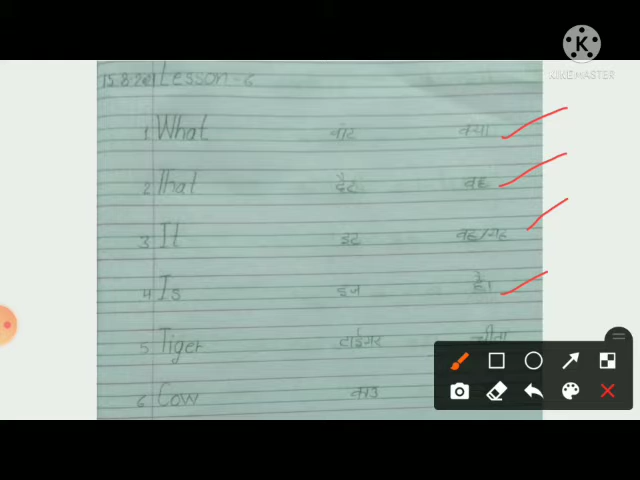 KINEMASTER
15.8.20 Lesson - 6
1 What वॉट क्या
2 That दैट वह
3 It इट वह/यह
4 Is इज है।
5 Tiger टाईगर चीता
6 Cow काउ